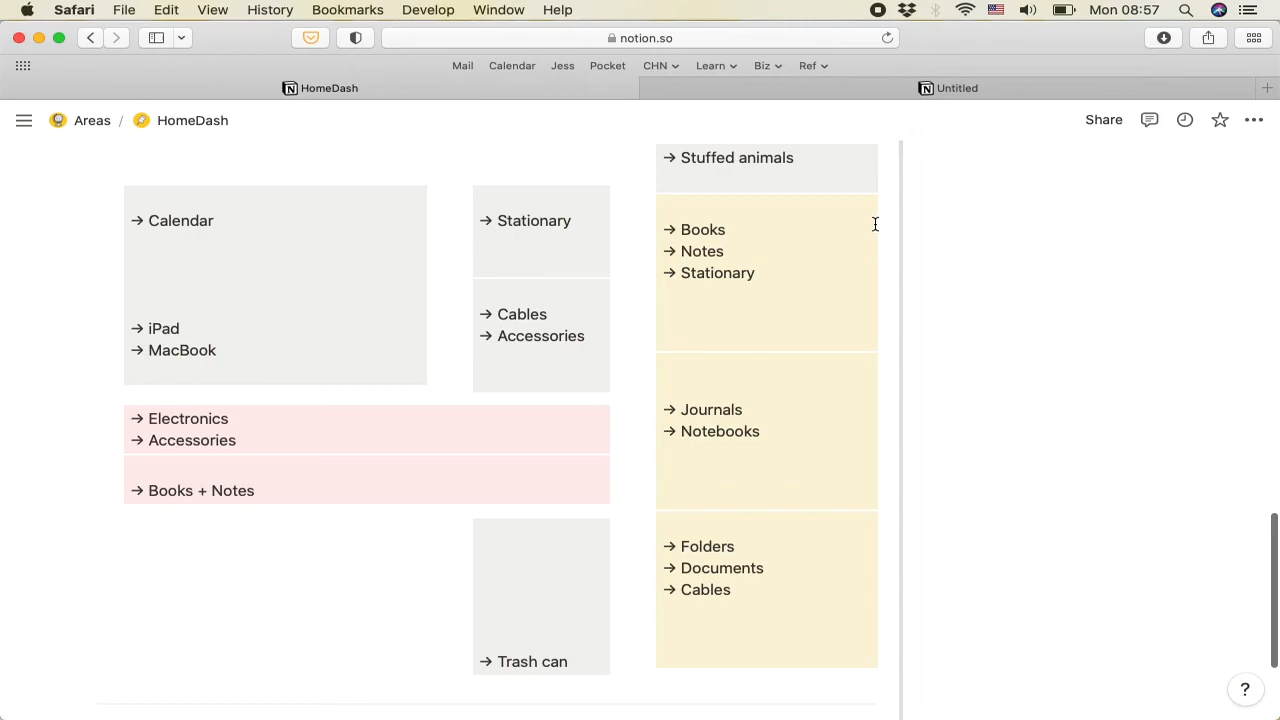 Safari File Edit View History Bookmarks Develop Window Help Mon 08:57
notion.so
Mail Calendar Jess Pocket CHN Learn Biz Ref
HomeDash Untitled
Areas / HomeDash Share
→ Calendar
→ iPad
→ MacBook
→ Stationary
→ Cables
→ Accessories
→ Electronics
→ Accessories
→ Books + Notes
→ Trash can
→ Stuffed animals
→ Books
→ Notes
→ Stationary
→ Journals
→ Notebooks
→ Folders
→ Documents
→ Cables
?